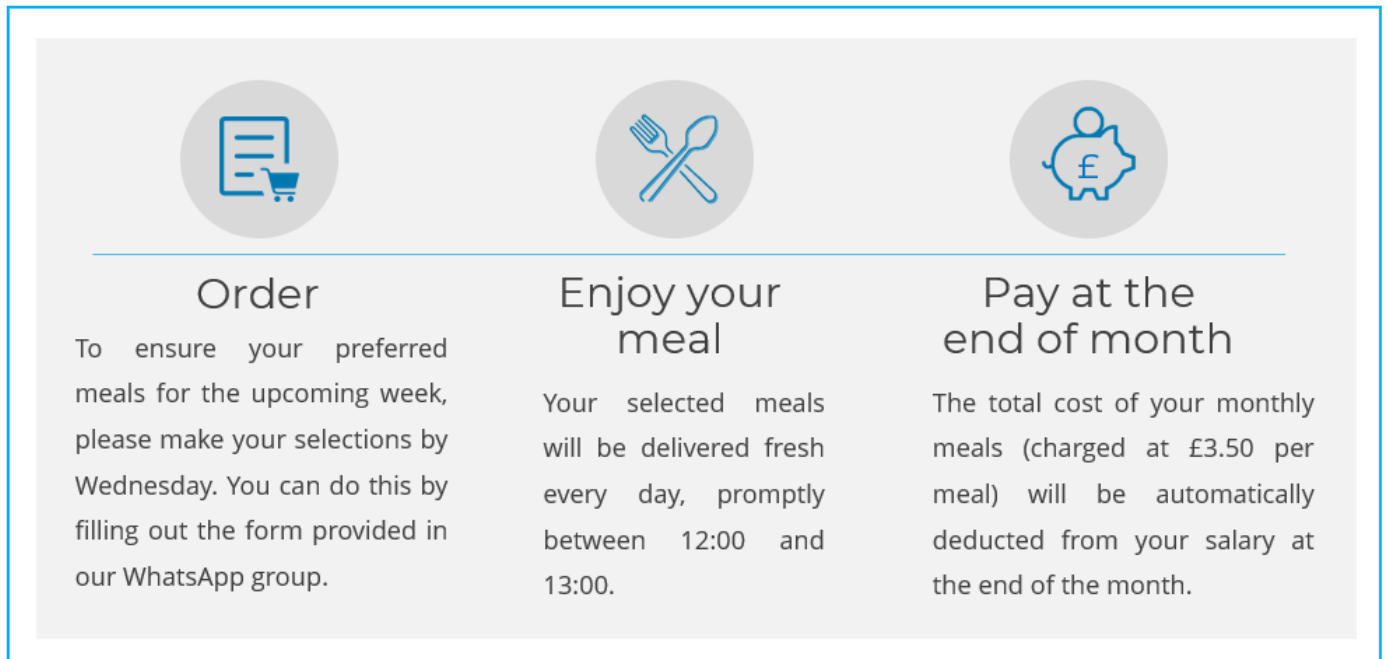 £
Order
To ensure your preferred
meals for the upcoming week,
please make your selections by
Wednesday. You can do this by
filling out the form provided in
our WhatsApp group.
Enjoy your
meal
Your selected meals
will be delivered fresh
every day, promptly
between 12:00 and
13:00.
Pay at the
end of month
The total cost of your monthly
meals (charged at £3.50 per
meal) will be automatically
deducted from your salary at
the end of the month.